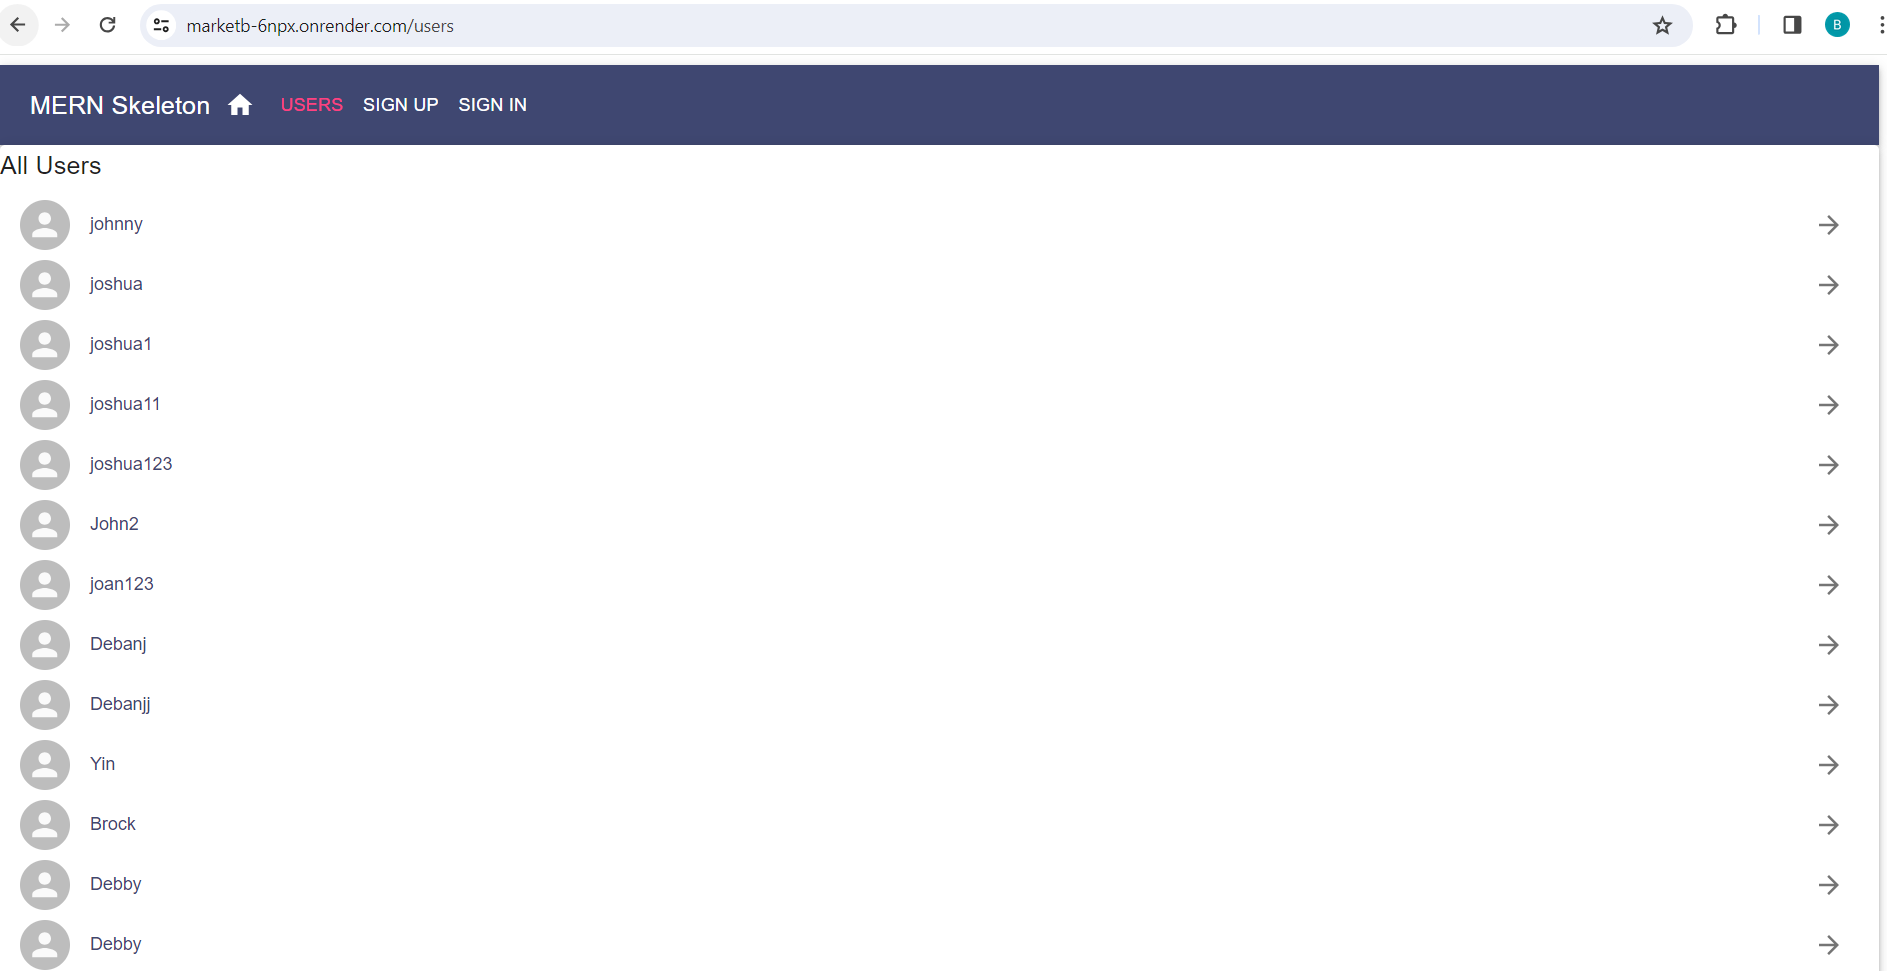 marketb-6npx.onrender.com/users
B
MERN Skeleton USERS SIGN UP SIGN IN
All Users
johnny
joshua
joshua1
joshua11
joshua123
John2
joan123
Debanj
Debanjj
Yin
Brock
Debby
Debby